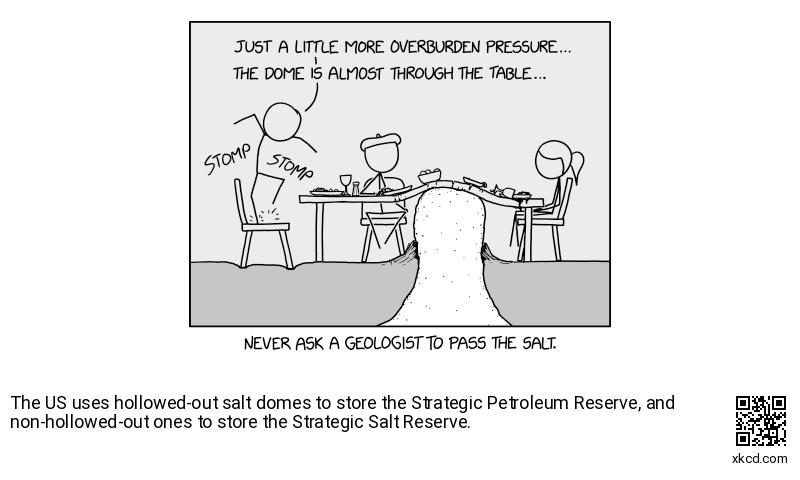 JUST A LITTLE MORE OVERBURDEN PRESSURE...
THE DOME IS ALMOST THROUGH THE TABLE...
STOMP
STOMP
NEVER ASK A GEOLOGIST TO PASS THE SALT.
The US uses hollowed-out salt domes to store the Strategic Petroleum Reserve, and
non-hollowed-out ones to store the Strategic Salt Reserve.
xkcd.com